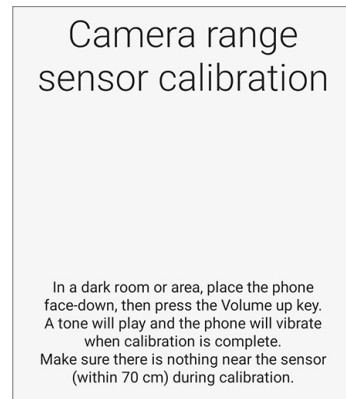 Camera range
sensor calibration
In a dark room or area, place the phone
face-down, then press the Volume up key.
A tone will play and the phone will vibrate
when calibration is complete.
Make sure there is nothing near the sensor
(within 70 cm) during calibration.